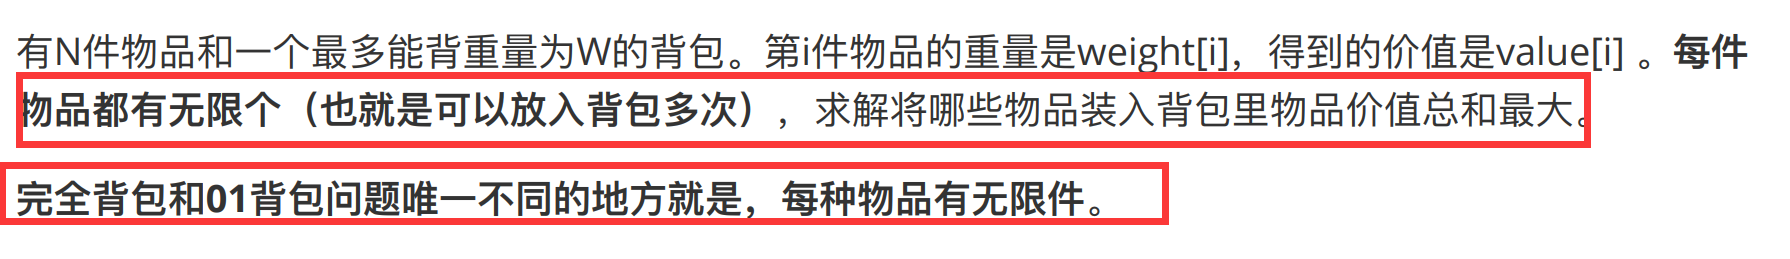 有N件物品和一个最多能背重量为W的背包。第i件物品的重量是weight[i]，得到的价值是value[i] 。每件
物品都有无限个（也就是可以放入背包多次），求解将哪些物品装入背包里物品价值总和最大。
完全背包和01背包问题唯一不同的地方就是，每种物品有无限件。